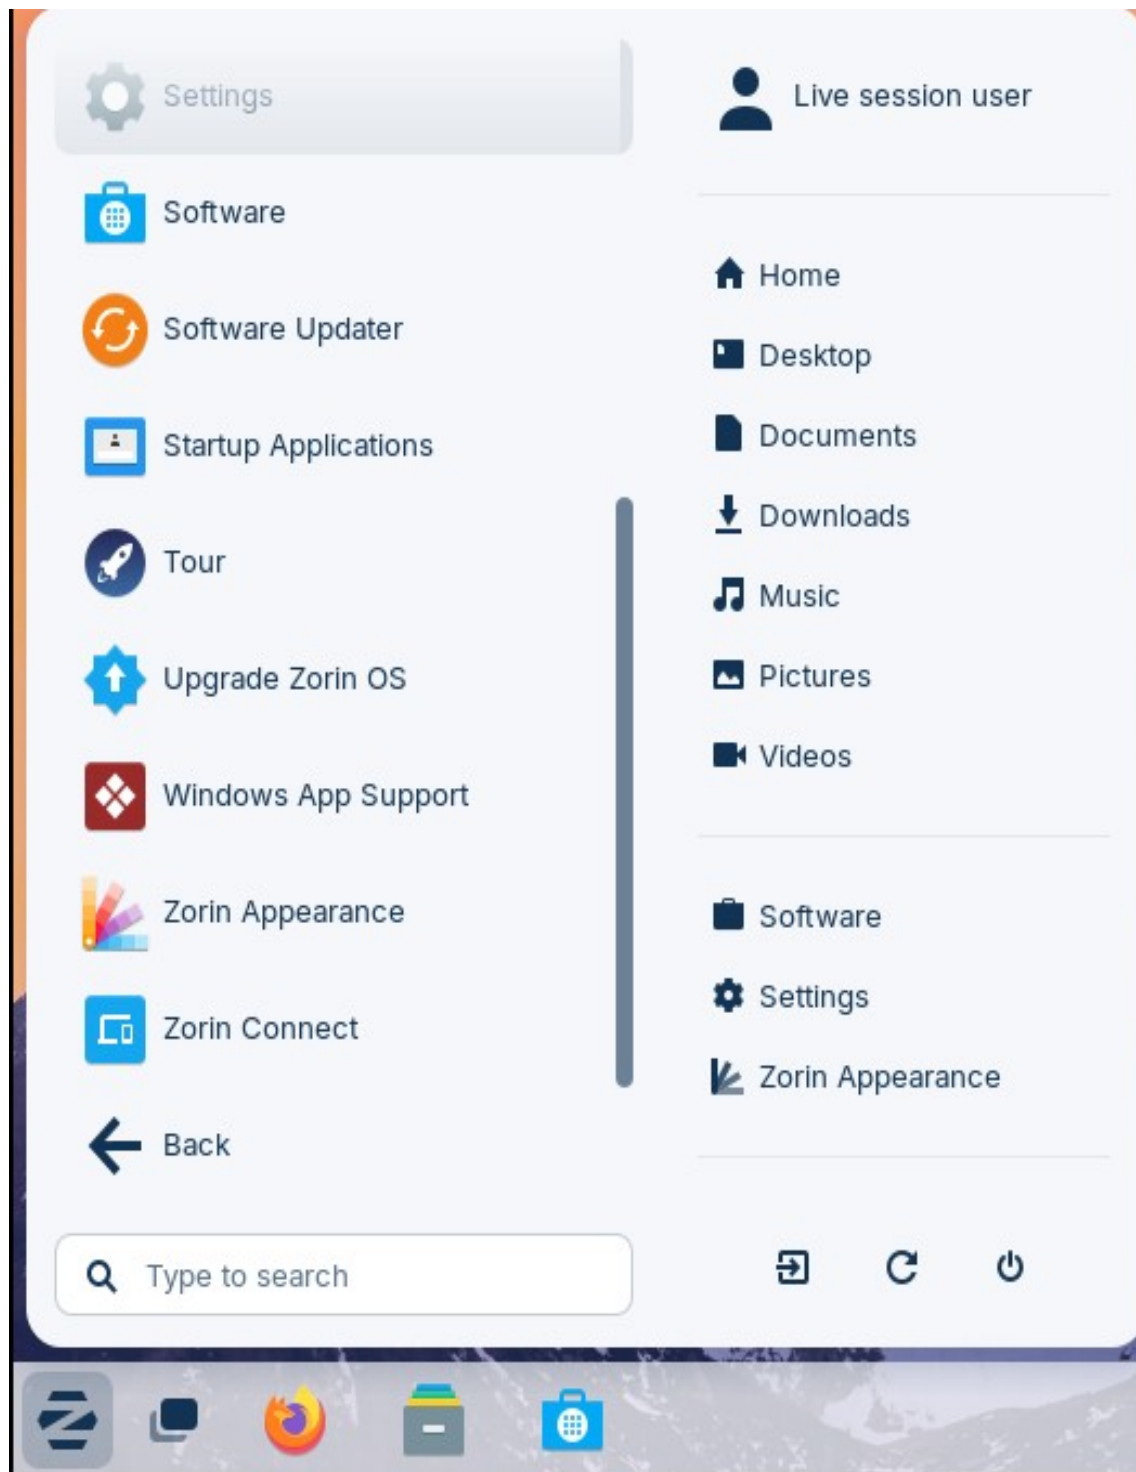 Settings
Software
Software Updater
Startup Applications
Tour
Upgrade Zorin OS
Windows App Support
Zorin Appearance
Zorin Connect
Back
Type to search
Live session user
Home
Desktop
Documents
Downloads
Music
Pictures
Videos
Software
Settings
Zorin Appearance